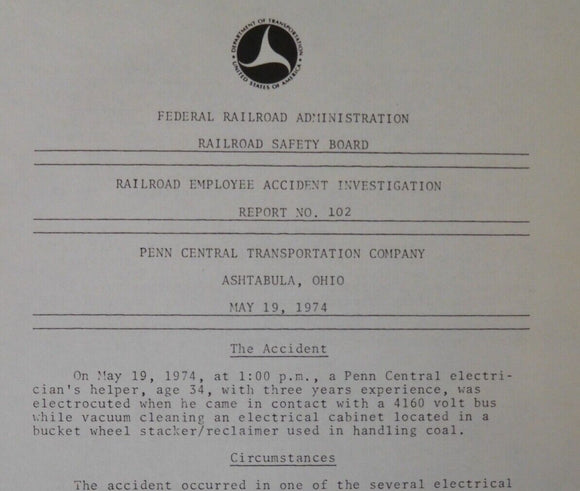 DEPARTMENT OF TRANSPORTATION
UNITED STATES OF AMERICA
FEDERAL RAILROAD ADMINISTRATION
RAILROAD SAFETY BOARD
RAILROAD EMPLOYEE ACCIDENT INVESTIGATION
REPORT NO. 102
PENN CENTRAL TRANSPORTATION COMPANY
ASHTABULA, OHIO
MAY 19, 1974
The Accident
On May 19, 1974, at 1:00 p.m., a Penn Central electri-
cian's helper, age 34, with three years experience, was
electrocuted when he came in contact with a 4160 volt bus
while vacuum cleaning an electrical cabinet located in a
bucket wheel stacker/reclaimer used in handling coal.
Circumstances
The accident occurred in one of the several electrical